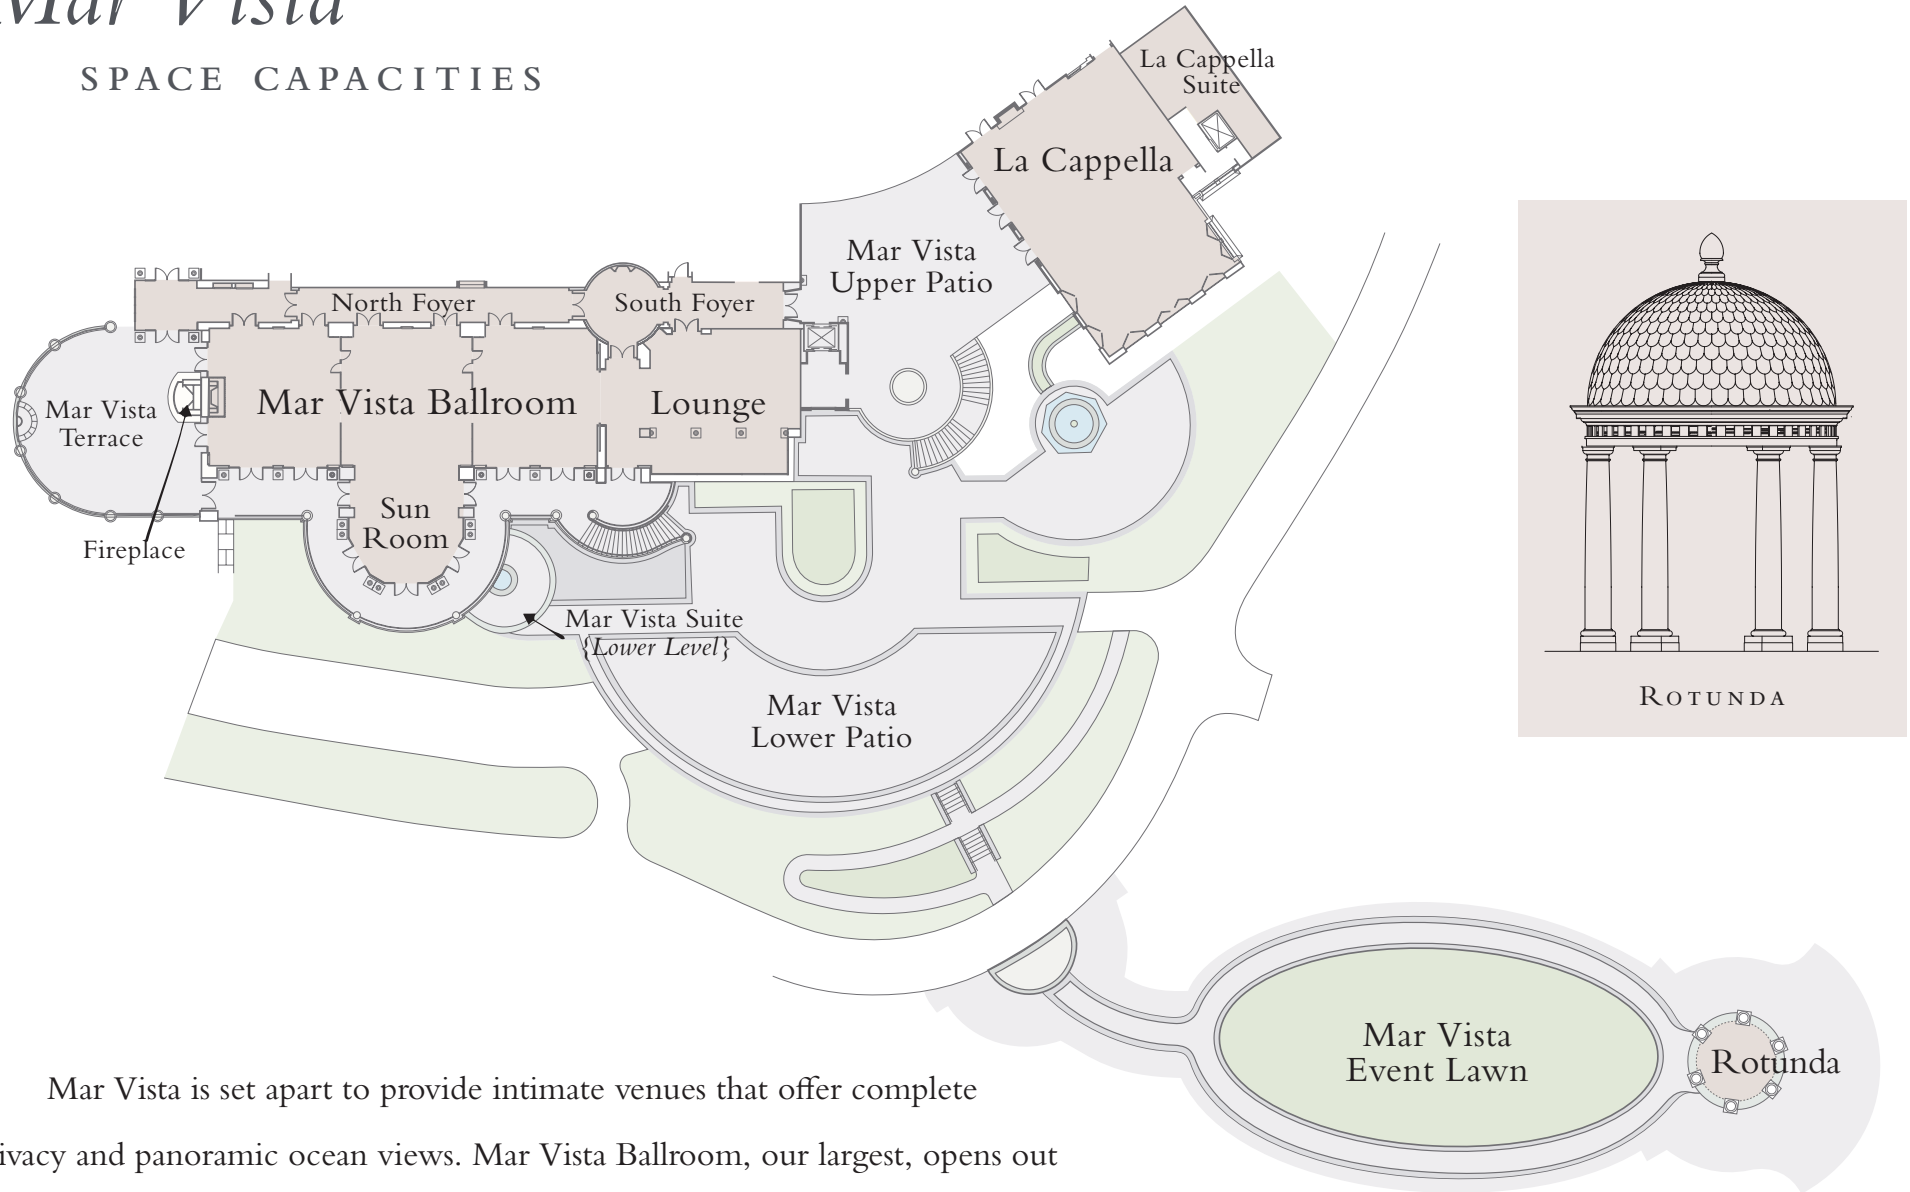 Mar Vista
SPACE CAPACITIES
La Cappella
Suite
La Cappella
Mar Vista
Upper Patio
North Foyer
South Foyer
Mar Vista
Terrace
Mar Vista Ballroom
Lounge
Sun
Room
Fireplace
Mar Vista Suite
{Lower Level}
Mar Vista
Lower Patio
ROTUNDA
Mar Vista
Event Lawn
Rotunda
Mar Vista is set apart to provide intimate venues that offer complete
ivacy and panoramic ocean views. Mar Vista Ballroom, our largest, opens out